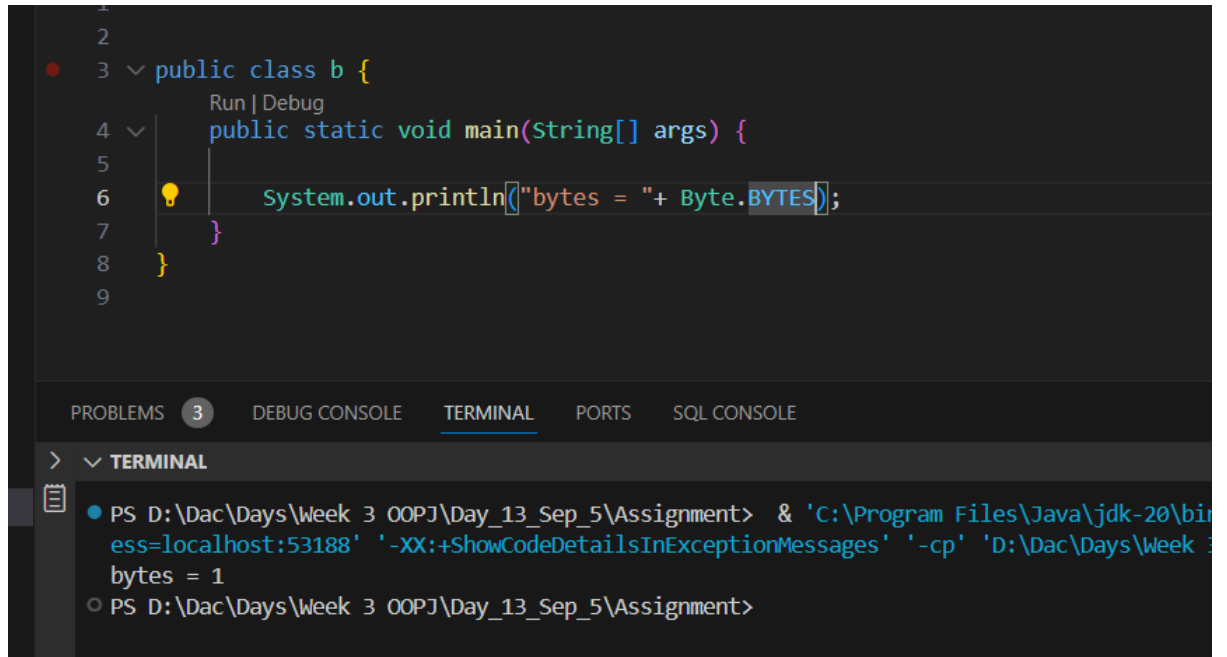 1
2
3 public class b {
Run | Debug
4 public static void main(String[] args) {
5
6 System.out.println("bytes = "+ Byte.BYTES);
7 }
8 }
9
PROBLEMS 3 DEBUG CONSOLE TERMINAL PORTS SQL CONSOLE
TERMINAL
PS D:\Dac\Days\Week 3 OOPJ\Day_13_Sep_5\Assignment> & 'C:\Program Files\Java\jdk-20\bin
ess=localhost:53188' '-XX:+ShowCodeDetailsInExceptionMessages' '-cp' 'D:\Dac\Days\Week
bytes = 1
PS D:\Dac\Days\Week 3 OOPJ\Day_13_Sep_5\Assignment>